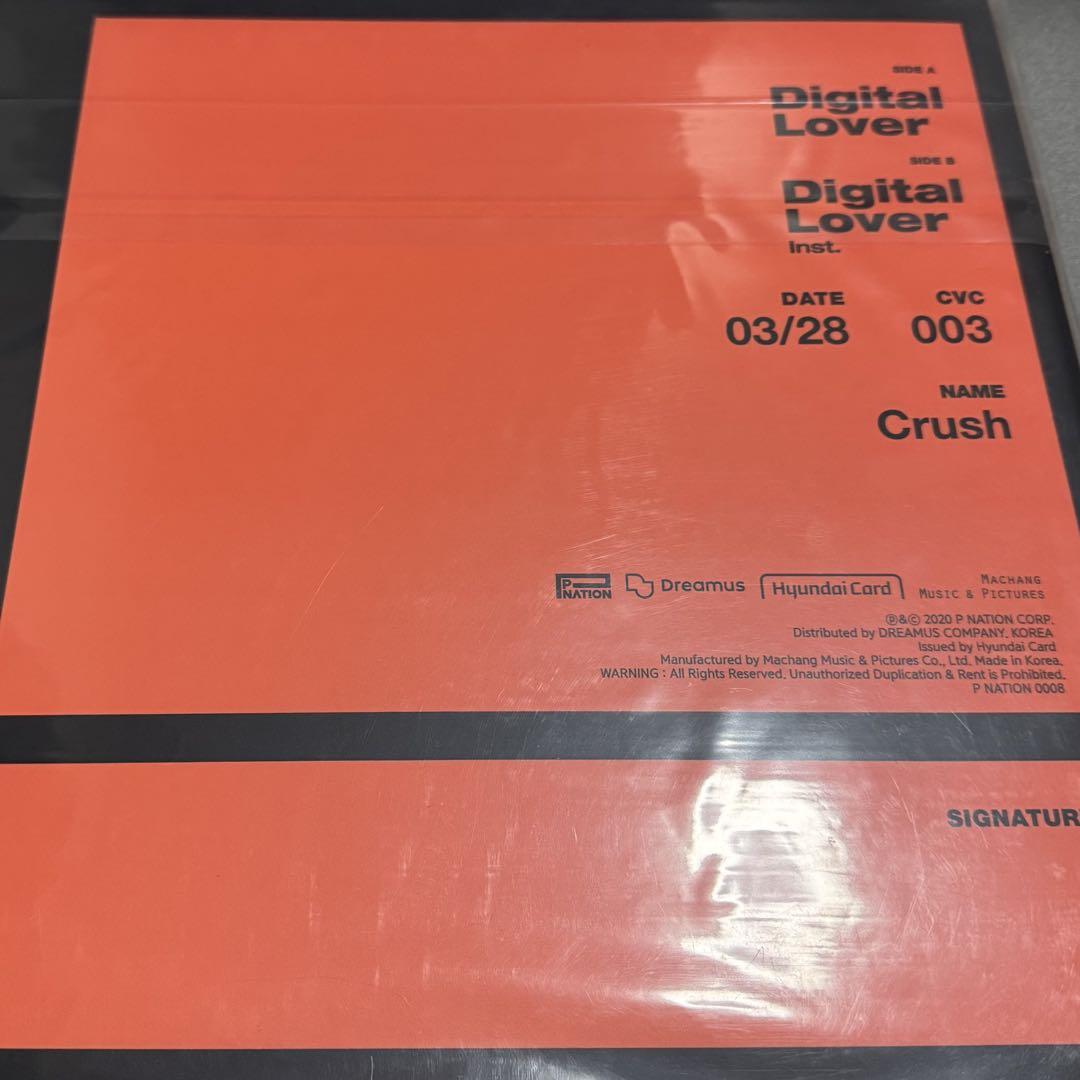 SIDE A
Digital
Lover
SIDE B
Digital
Lover
Inst.
DATE CVC
03/28 003
NAME
Crush
P NATION Dreamus Hyundai Card MACHANG
MUSIC & PICTURES
℗&© 2020 P NATION CORP.
Distributed by DREAMUS COMPANY. KOREA
Issued by Hyundai Card
Manufactured by Machang Music & Pictures Co., Ltd. Made in Korea.
WARNING : All Rights Reserved. Unauthorized Duplication & Rent is Prohibited.
P NATION 0008
SIGNATUR